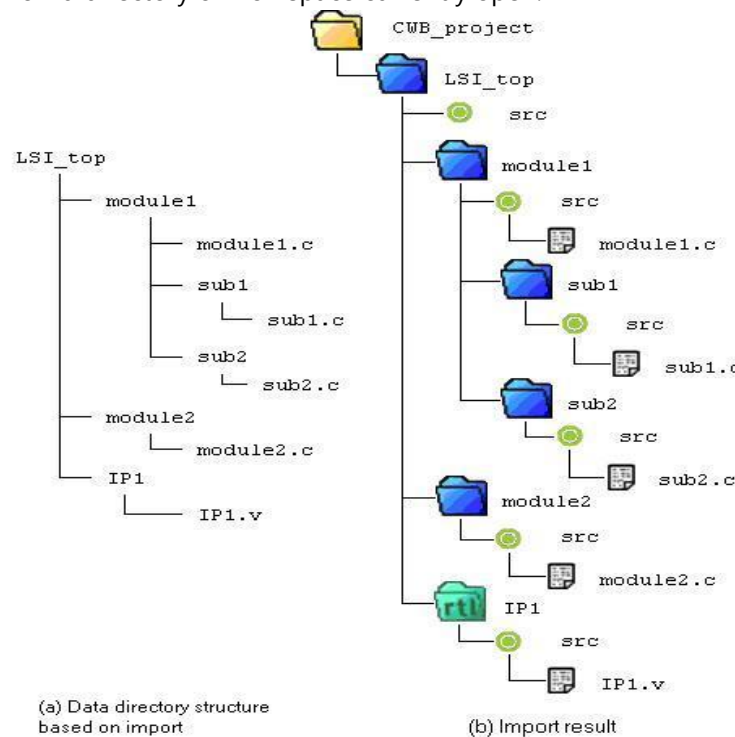 CWB_project
LSI_top
src
module1
src
module1.c
sub1
src
sub1.c
sub2
src
sub2.c
module2
src
module2.c
rtl IP1
src
IP1.v
LSI_top
module1
module1.c
sub1
sub1.c
sub2
sub2.c
module2
module2.c
IP1
IP1.v
(a) Data directory structure
based on import
(b) Import result